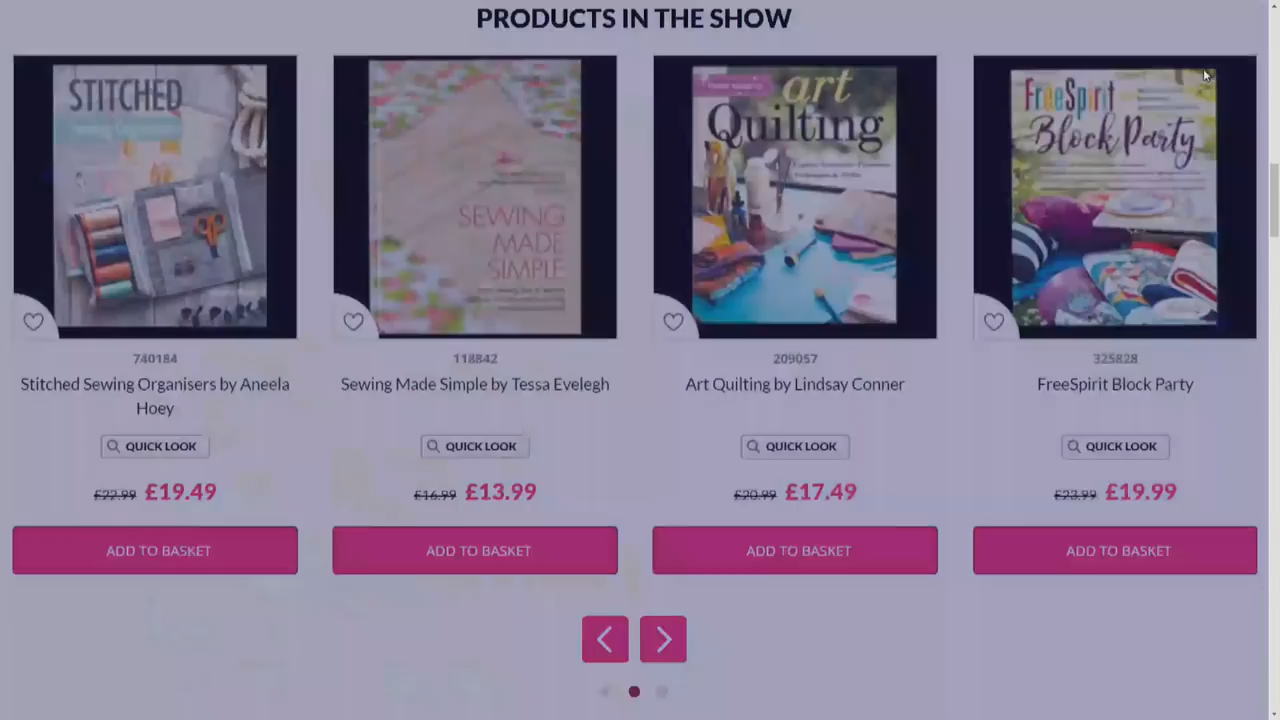 PRODUCTS IN THE SHOW
STITCHED
SEWING
MADE
SIMPLE
art
Quilting
FreeSpirit
Block Party
740184
118842
209057
325828
Stitched Sewing Organisers by Aneela
Hoey
Sewing Made Simple by Tessa Evelegh
Art Quilting by Lindsay Conner
FreeSpirit Block Party
QUICK LOOK
QUICK LOOK
QUICK LOOK
QUICK LOOK
£22.99 £19.49
£16.99 £13.99
£20.99 £17.49
£23.99 £19.99
ADD TO BASKET
ADD TO BASKET
ADD TO BASKET
ADD TO BASKET